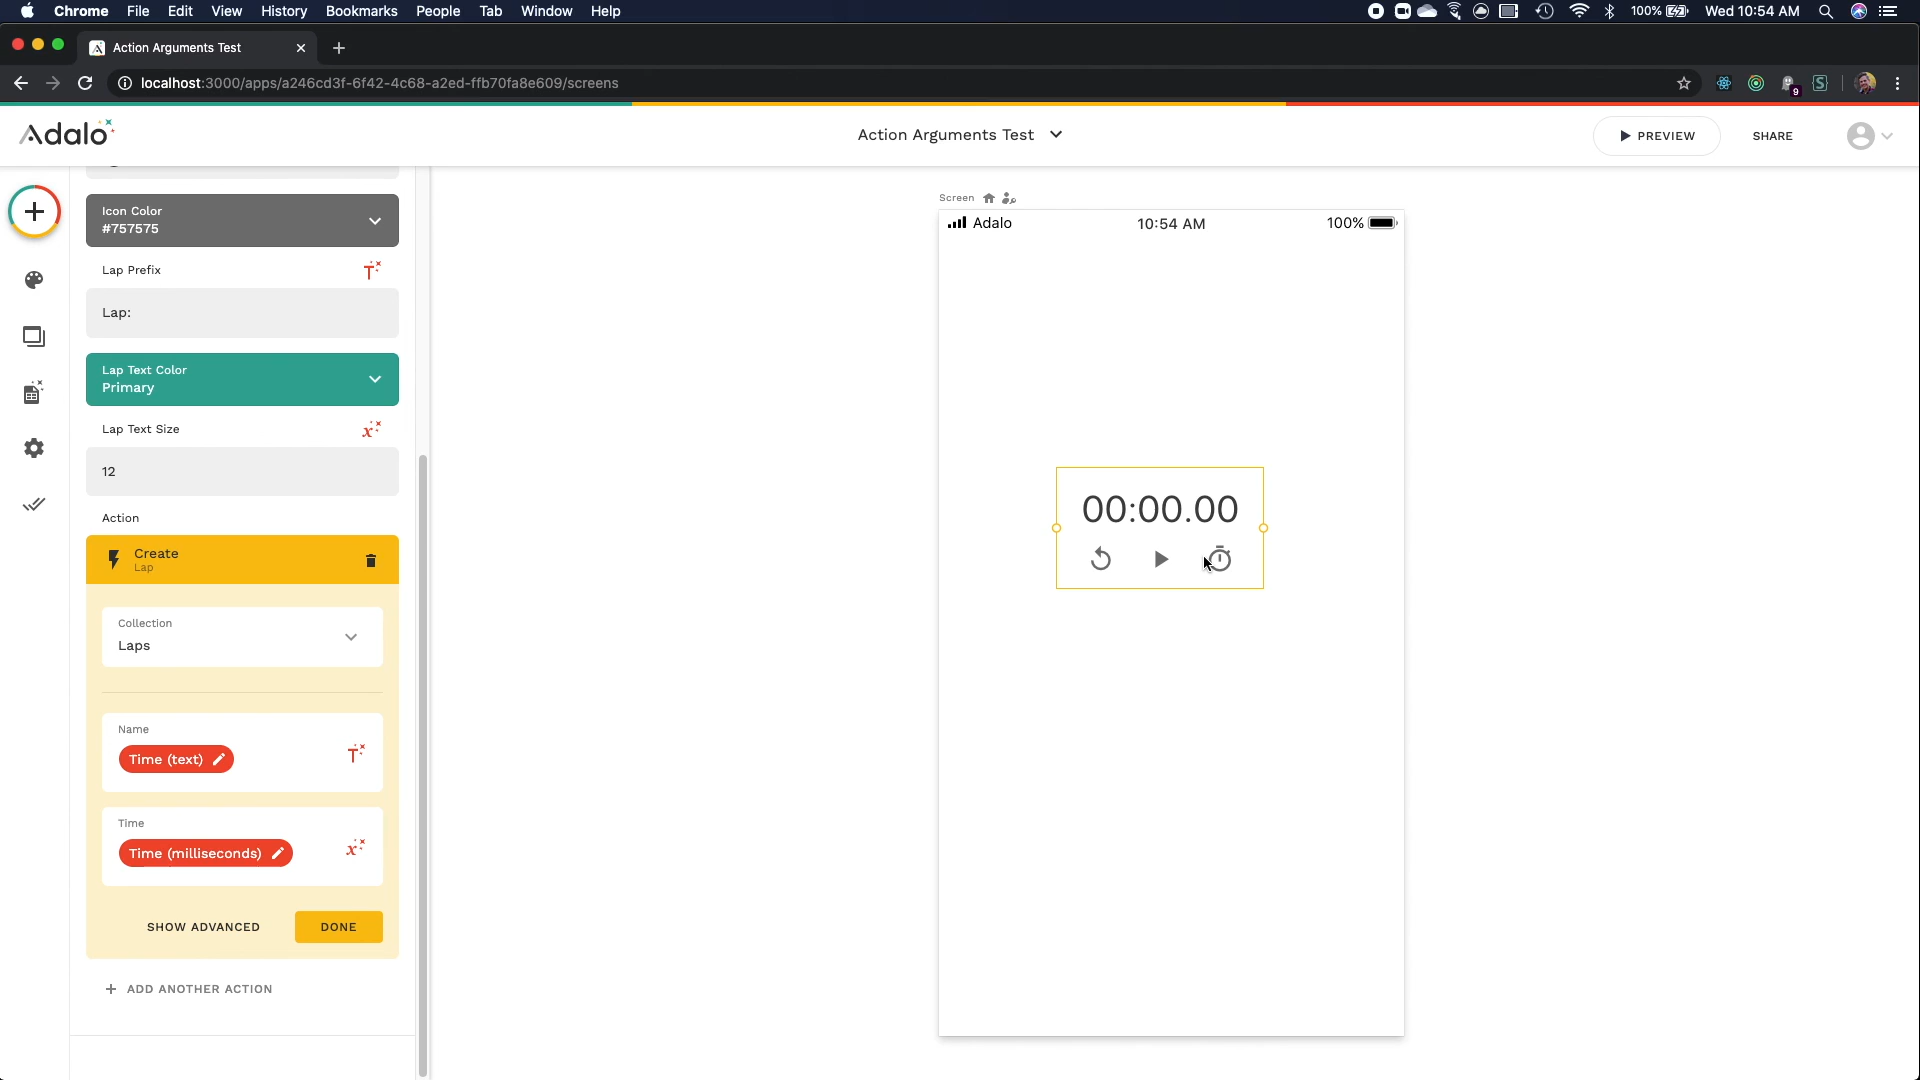 Chrome File Edit View History Bookmarks People Tab Window Help 100% Wed 10:54 AM
Action Arguments Test
localhost:3000/apps/a246cd3f-6f42-4c68-a2ed-ffb70fa8e609/screens
9
Adalo
Action Arguments Test
PREVIEW
SHARE
Icon Color
#757575
Lap Prefix
Lap:
Lap Text Color
Primary
Lap Text Size
12
Action
Create
Lap
Collection
Laps
Name
Time (text)
Time
Time (milliseconds)
SHOW ADVANCED
DONE
ADD ANOTHER ACTION
Screen
Adalo 10:54 AM 100%
00:00.00